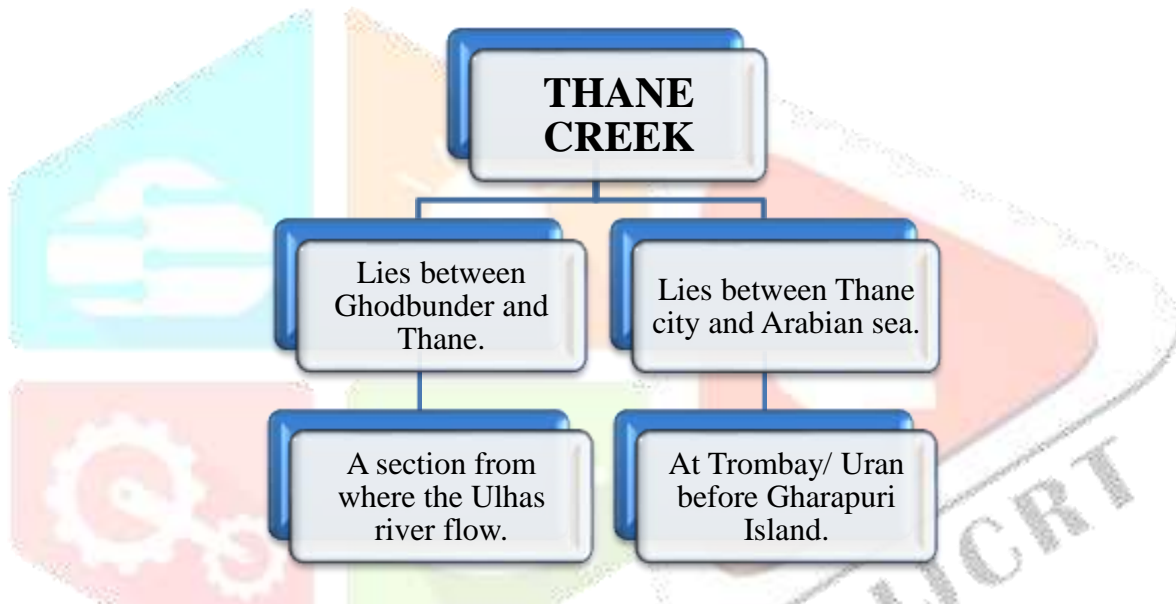 THANE
CREEK
Lies between
Ghodbunder and
Thane.
Lies between Thane
city and Arabian sea.
A section from
where the Ulhas
river flow.
At Trombay/ Uran
before Gharapuri
Island.
IJCRT